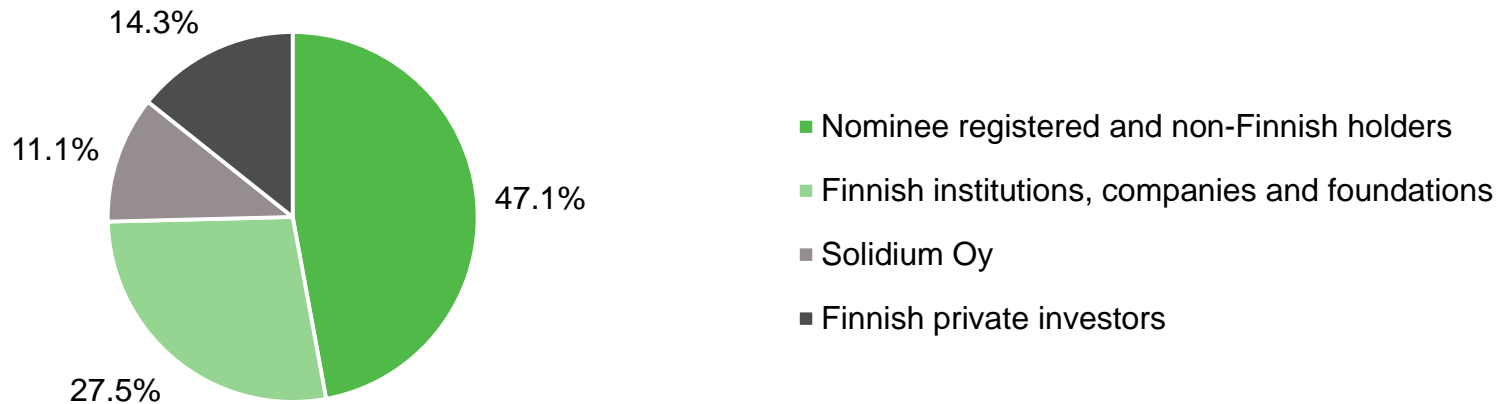 14.3%
11.1%
47.1%
27.5%
Nominee registered and non-Finnish holders
Finnish institutions, companies and foundations
Solidium Oy
Finnish private investors